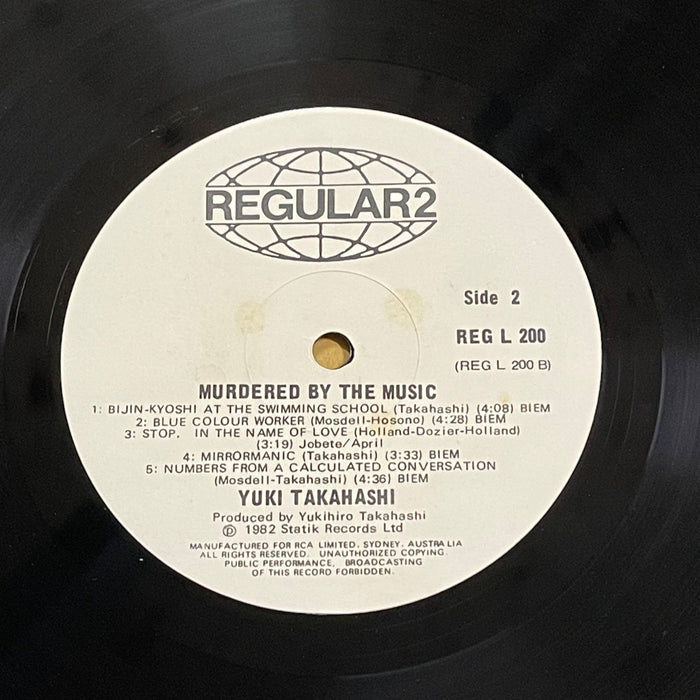 REGULAR2
Side 2
REG L 200
(REG L 200 B)
MURDERED BY THE MUSIC
1: BIJIN-KYOSHI AT THE SWIMMING SCHOOL (Takahashi) (4:08) BIEM
2: BLUE COLOUR WORKER (Mosdell-Hosono) (4:28) BIEM
3: STOP. IN THE NAME OF LOVE (Holland-Dozier-Holland)
(3:19) Jobete/April
4: MIRRORMANIC (Takahashi) (3:33) BIEM
5: NUMBERS FROM A CALCULATED CONVERSATION
(Mosdell-Takahashi) (4:36) BIEM
YUKI TAKAHASHI
Produced by Yukihiro Takahashi
℗ 1982 Statik Records Ltd
MANUFACTURED FOR RCA LIMITED. SYDNEY. AUSTRALIA
ALL RIGHTS RESERVED. UNAUTHORIZED COPYING
PUBLIC PERFORMANCE, BROADCASTING
OF THIS RECORD FORBIDDEN.